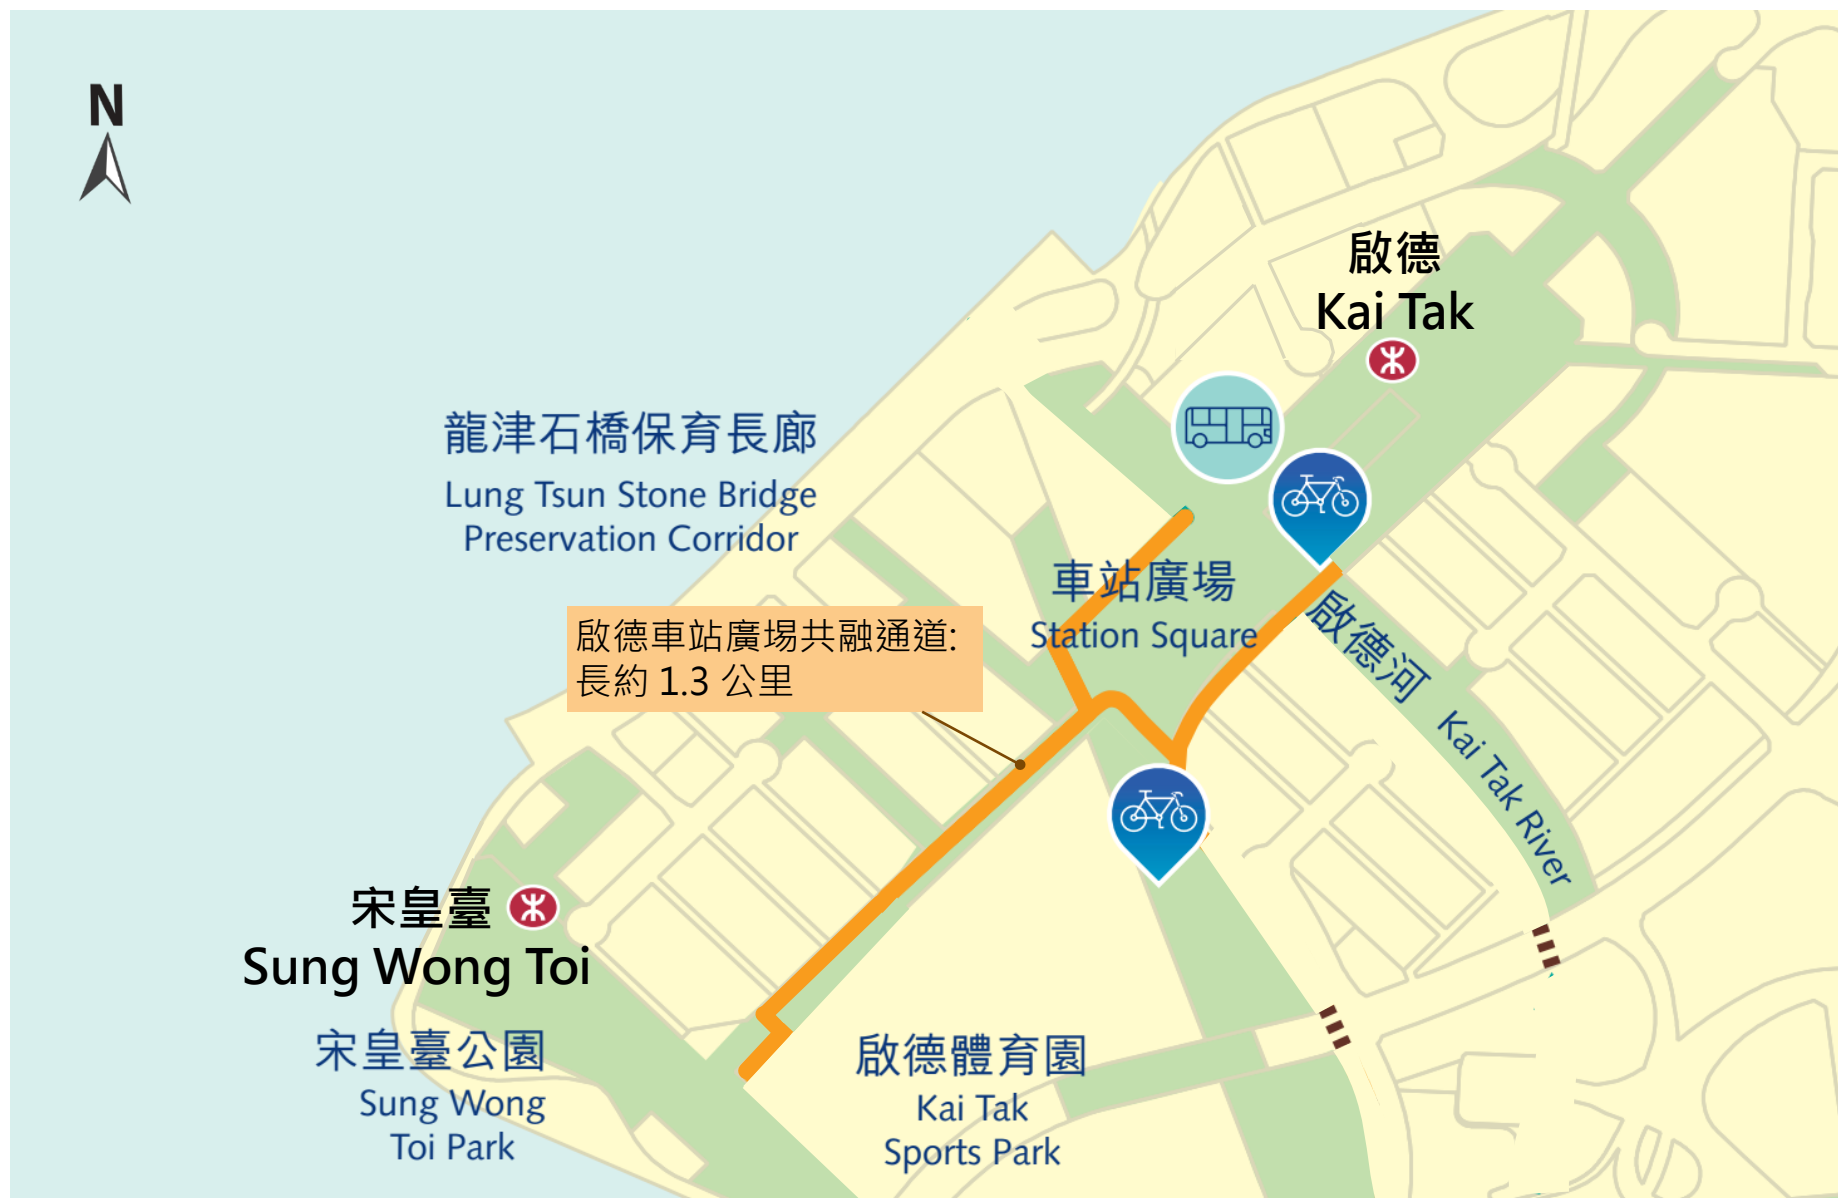 N
啟德
Kai Tak
龍津石橋保育長廊
Lung Tsun Stone Bridge
Preservation Corridor
車站廣場
Station Square
啟德車站廣場共融通道:
長約 1.3 公里
啟德河 Kai Tak River
宋皇臺
Sung Wong Toi
宋皇臺公園
Sung Wong
Toi Park
啟德體育園
Kai Tak
Sports Park